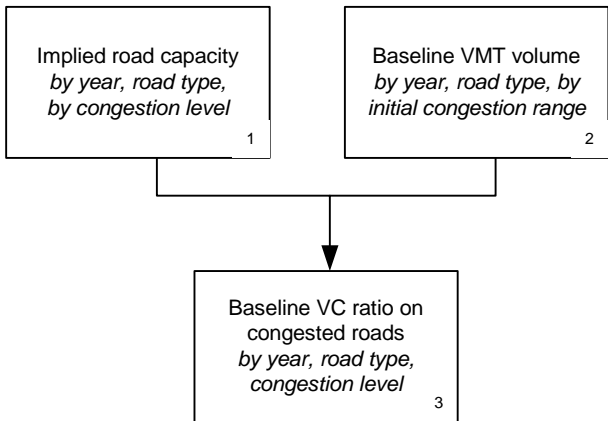 Implied road capacity
by year, road type,
by congestion level
1
Baseline VMT volume
by year, road type, by
initial congestion range
2
Baseline VC ratio on
congested roads
by year, road type,
congestion level
3